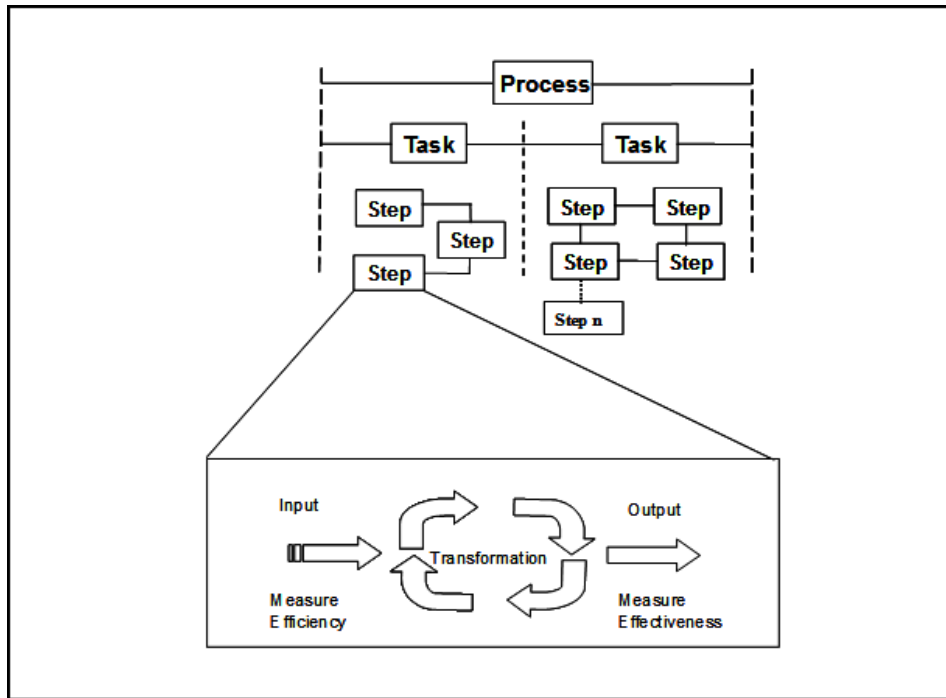 Process
Task
Task
Step
Step
Step
Step
Step
Step
Step
Step n
Input
Output
Transformation
Measure
Efficiency
Measure
Effectiveness